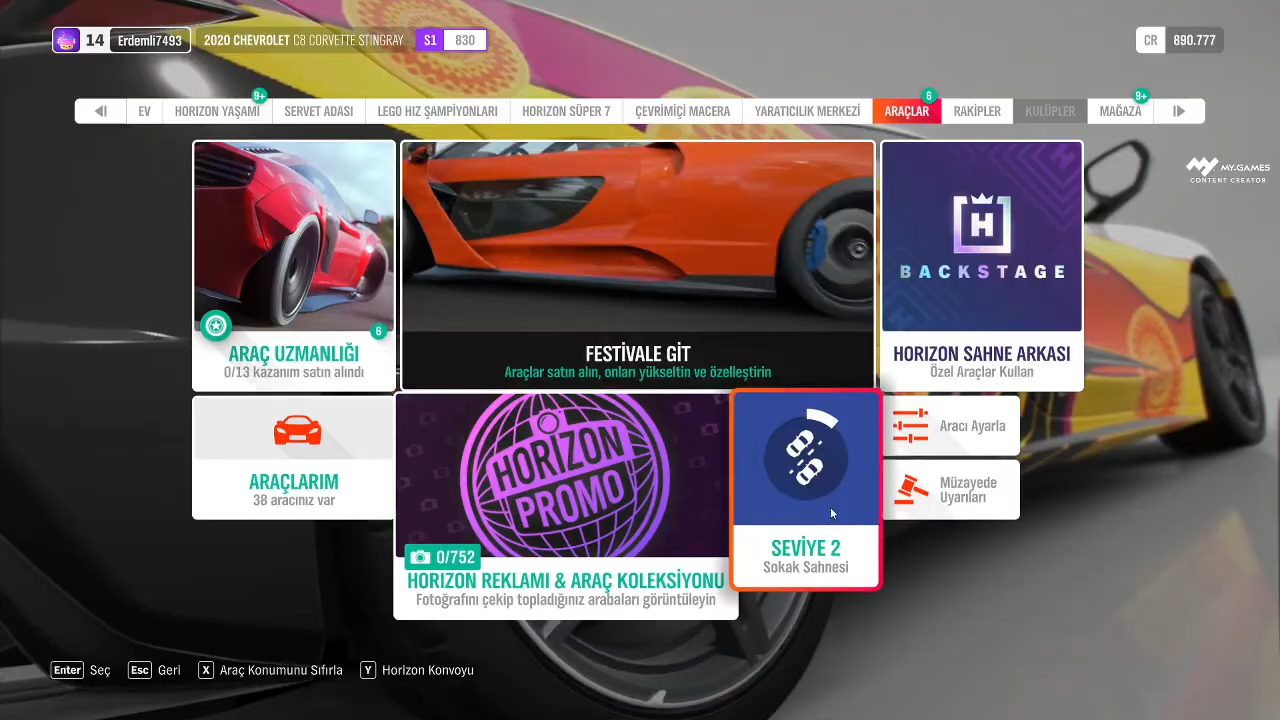 14 Erdemli7493 2020 CHEVROLET C8 CORVETTE STINGRAY S1 830
CR 890.777
9+ 6 9+
EV HORIZON YAŞAMI SERVET ADASI LEGO HIZ ŞAMPİYONLARI HORIZON SÜPER 7 ÇEVRİMİÇİ MACERA YARATICILIK MERKEZİ ARAÇLAR RAKİPLER KULÜPLER MAĞAZA
MY.GAMES
CONTENT CREATOR
6
ARAÇ UZMANLIĞI
0/13 kazanım satın alındı
FESTİVALE GİT
Araçlar satın alın, onları yükseltin ve özelleştirin
H
BACKSTAGE
HORIZON SAHNE ARKASI
Özel Araçlar Kullan
ARAÇLARIM
38 aracınız var
HORIZON
PROMO
0/752
HORIZON REKLAMI & ARAÇ KOLEKSİYONU
Fotoğrafını çekip topladığınız arabaları görüntüleyin
SEVİYE 2
Sokak Sahnesi
Aracı Ayarla
Müzayede
Uyarıları
Enter Seç Esc Geri X Araç Konumunu Sıfırla Y Horizon Konvoyu